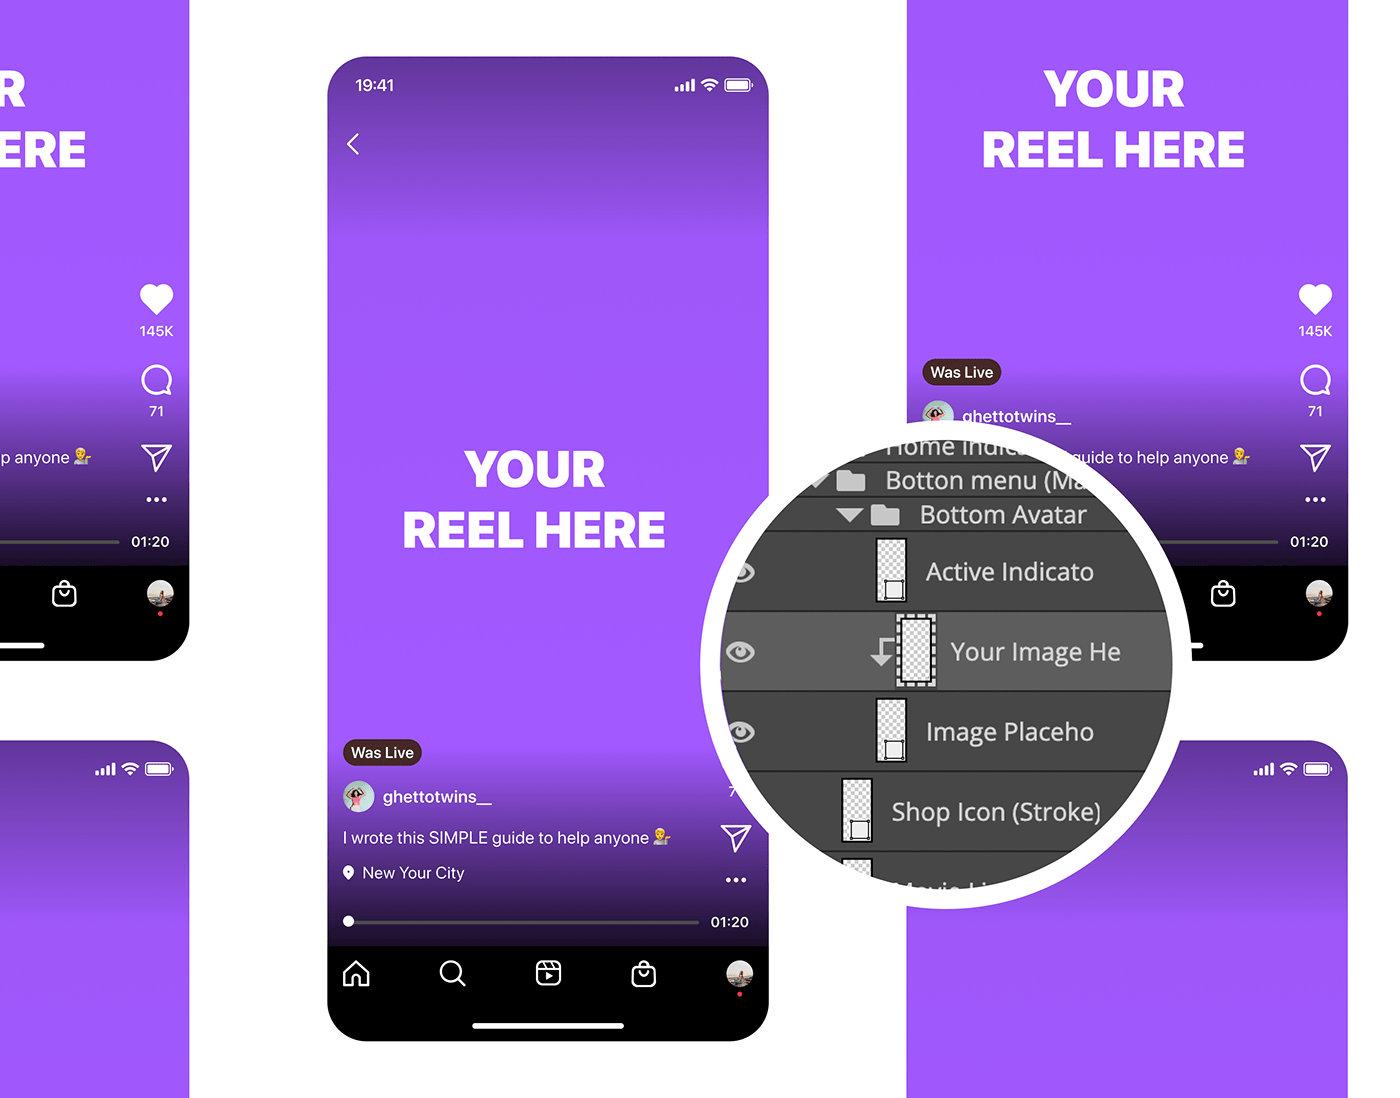 R
ERE
145K
71
p anyone
01:20
19:41
YOUR
REEL HERE
Was Live
ghettotwins__
I wrote this SIMPLE guide to help anyone
New Your City
01:20
YOUR
REEL HERE
145K
Was Live
71
ghettotwins__
guide to help anyone
01:20
Home Indic
Botton menu (Ma
Bottom Avatar
Active Indicato
Your Image He
Image Placeho
Shop Icon (Stroke)